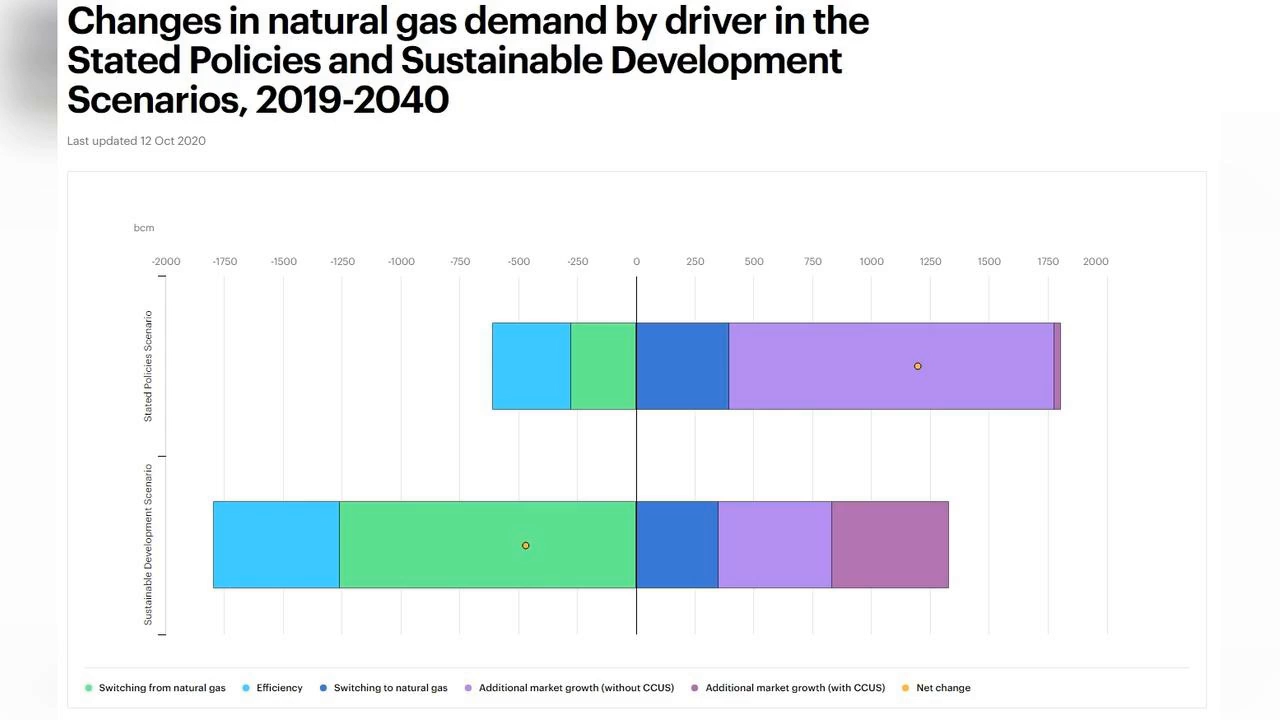 Changes in natural gas demand by driver in the
Stated Policies and Sustainable Development
Scenarios, 2019-2040
Last updated 12 Oct 2020
bcm
-2000 -1750 -1500 -1250 -1000 -750 -500 -250 0 250 500 750 1000 1250 1500 1750 2000
Stated Policies Scenario
Sustainable Development Scenario
Switching from natural gas Efficiency Switching to natural gas Additional market growth (without CCUS) Additional market growth (with CCUS) Net change